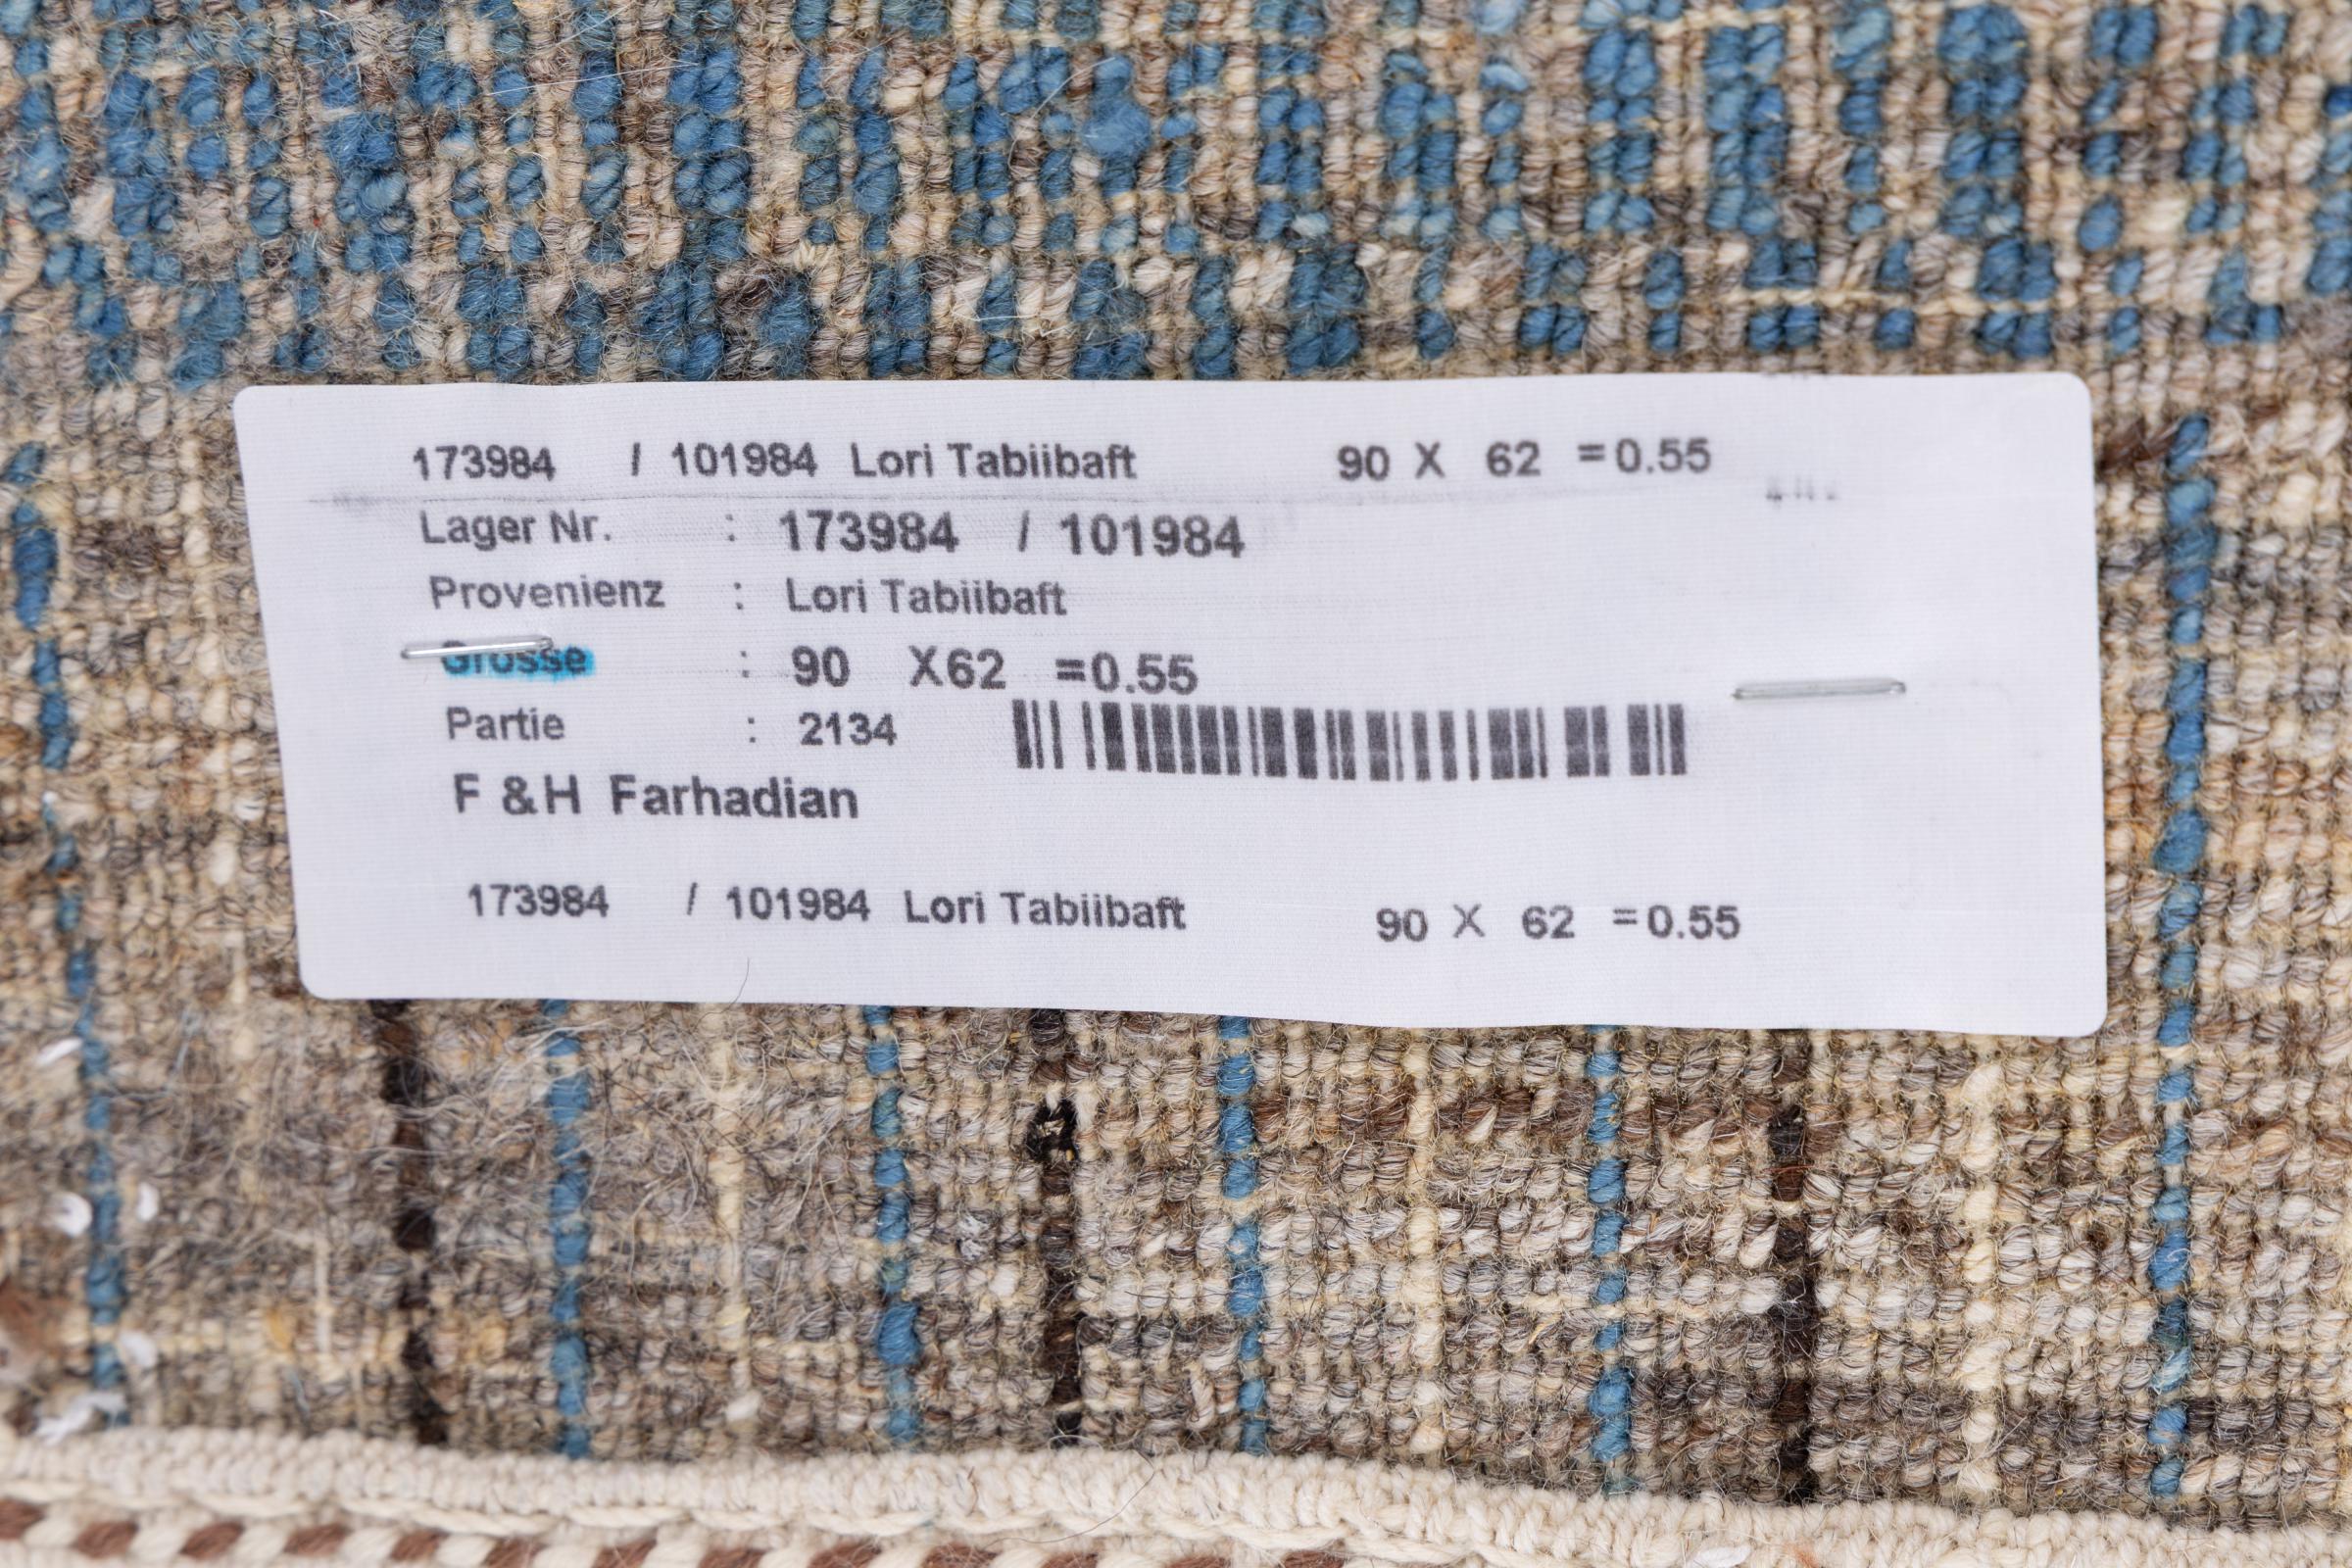 173984 / 101984 Lori Tabiibaft 90 X 62 =0.55
Lager Nr. : 173984 / 101984
Provenienz : Lori Tabiibaft
Grosse : 90 X62 =0.55
Partie : 2134
F & H Farhadian
173984 / 101984 Lori Tabiibaft 90 X 62 =0.55